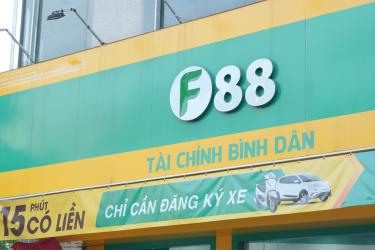 F88
TÀI CHÍNH BÌNH DÂN
15 PHÚT CÓ LIỀN
CHỈ CẦN ĐĂNG KÝ XE